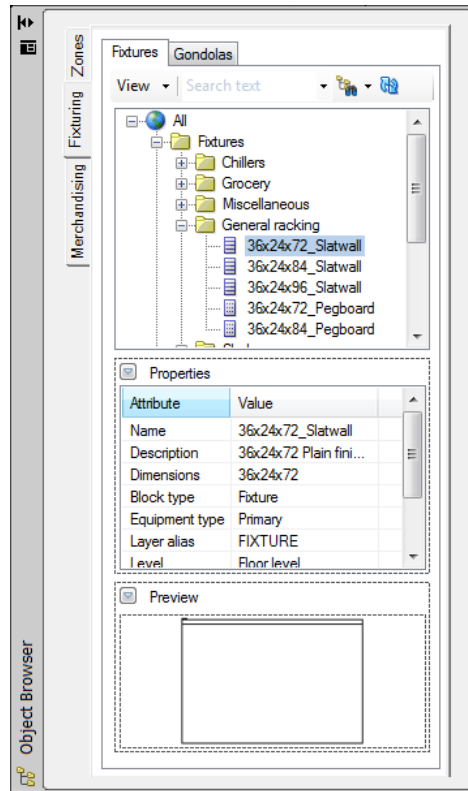 Zones
Fixturing
Merchandising
Object Browser
Fixtures Gondolas
View Search text
All
Fixtures
Chillers
Grocery
Miscellaneous
General racking
36x24x72_Slatwall
36x24x84_Slatwall
36x24x96_Slatwall
36x24x72_Pegboard
36x24x84_Pegboard
Properties
Attribute Value
Name 36x24x72_Slatwall
Description 36x24x72 Plain fini...
Dimensions 36x24x72
Block type Fixture
Equipment type Primary
Layer alias FIXTURE
Level Floor level
Preview